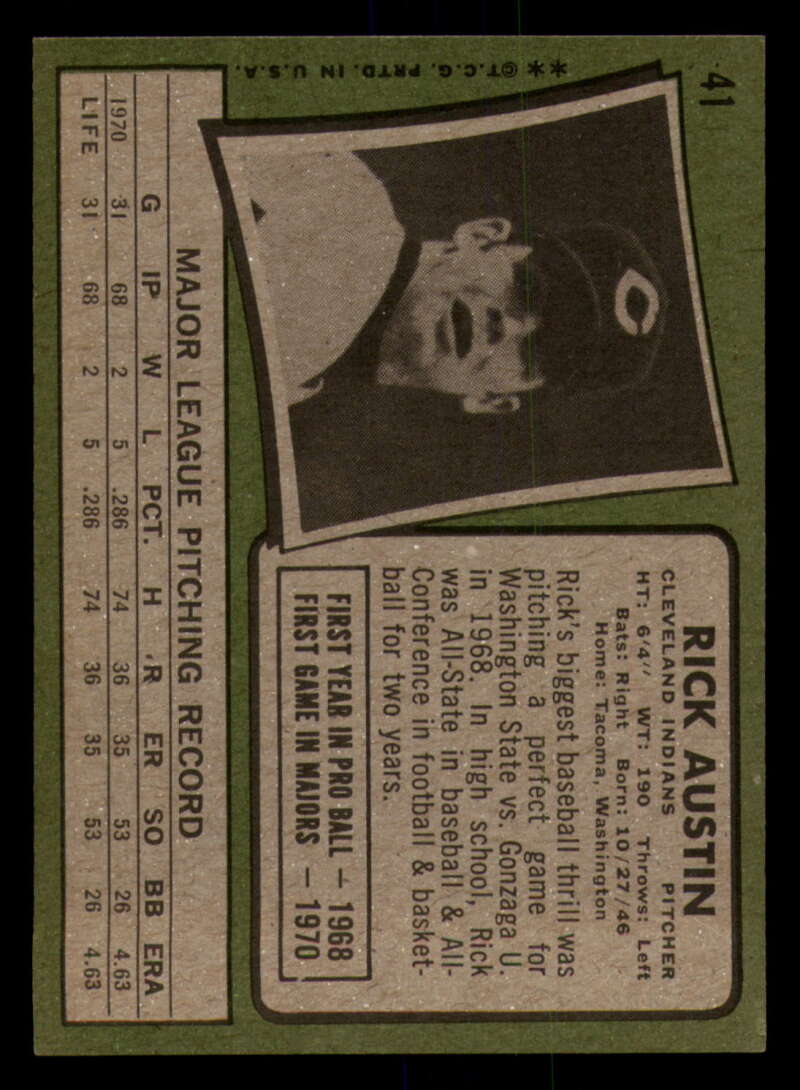 41
** ©T.C.G. PRTD. IN U.S.A.
C
RICK AUSTIN
CLEVELAND INDIANS PITCHER
HT: 6'4" WT: 190 Throws: Left
Bats: Right Born: 10/27/46
Home: Tacoma, Washington
Rick's biggest baseball thrill was
pitching a perfect game for
Washington State vs. Gonzaga U.
in 1968. In high school, Rick
was All-State in baseball & All-
Conference in football & basket-
ball for two years.
FIRST YEAR IN PRO BALL — 1968
FIRST GAME IN MAJORS — 1970
MAJOR LEAGUE PITCHING RECORD
G IP W L PCT. H R ER SO BB ERA
1970 31 68 2 5 .286 74 36 35 53 26 4.63
LIFE 31 68 2 5 .286 74 36 35 53 26 4.63